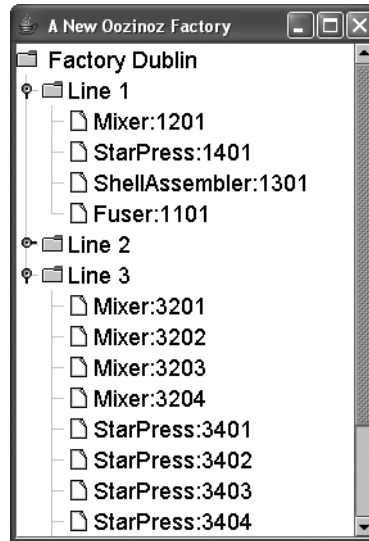 A New Oozinoz Factory
Factory Dublin
Line 1
Mixer:1201
StarPress:1401
ShellAssembler:1301
Fuser:1101
Line 2
Line 3
Mixer:3201
Mixer:3202
Mixer:3203
Mixer:3204
StarPress:3401
StarPress:3402
StarPress:3403
StarPress:3404